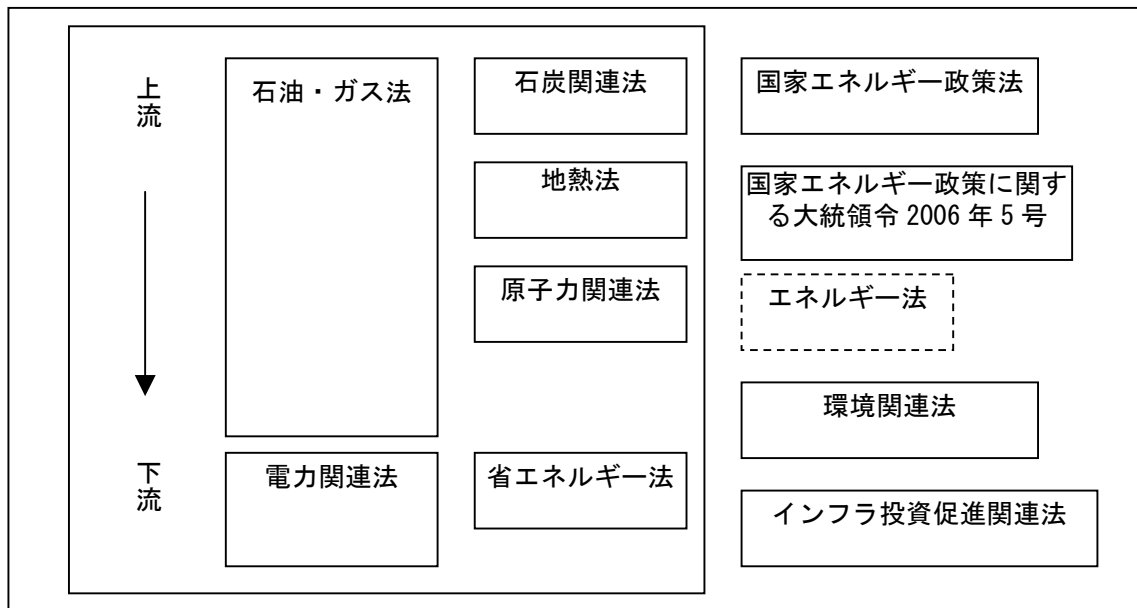 上流
石油・ガス法
石炭関連法
国家エネルギー政策法
地熱法
国家エネルギー政策に関す
る大統領令 2006 年 5 号
原子力関連法
エネルギー法
環境関連法
下流
電力関連法
省エネルギー法
インフラ投資促進関連法